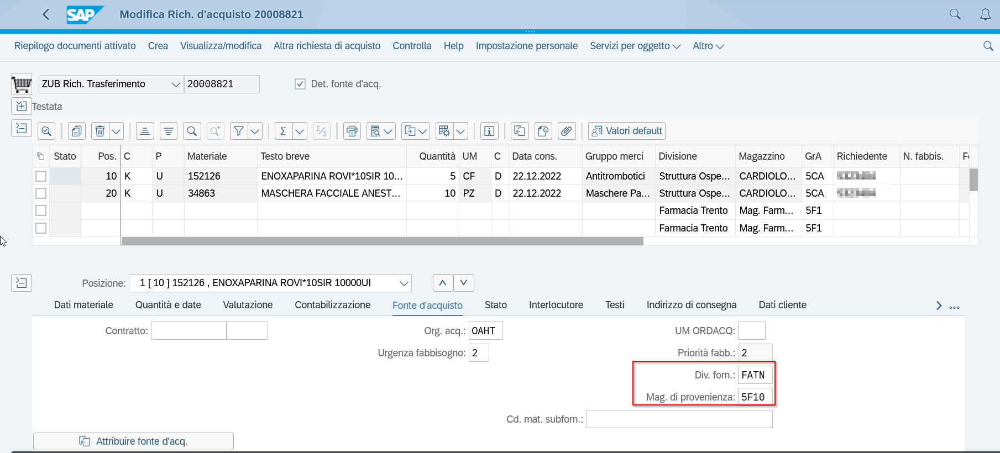 SAP Modifica Rich. d'acquisto 20008821
Riepilogo documenti attivato Crea Visualizza/modifica Altra richiesta di acquisto Controlla Help Impostazione personale Servizi per oggetto Altro
ZUB Rich. Trasferimento 20008821 Det. fonte d'acq.
Testata
Valori default
Stato Pos. C P Materiale Testo breve Quantità UM C Data cons. Gruppo merci Divisione Magazzino GrA Richiedente N. fabbis.
10 K U 152126 ENOXAPARINA ROVI*10SIR 10... 5 CF D 22.12.2022 Antitrombotici Struttura Ospe... CARDIOLO... 5CA
20 K U 34863 MASCHERA FACCIALE ANEST... 10 PZ D 22.12.2022 Maschere Pa... Struttura Ospe... CARDIOLO... 5CA
Farmacia Trento Mag. Farm... 5F1
Farmacia Trento Mag. Farm... 5F1
Posizione: 1 [ 10 ] 152126 , ENOXAPARINA ROVI*10SIR 10000UI
Dati materiale Quantità e date Valutazione Contabilizzazione Fonte d'acquisto Stato Interlocutore Testi Indirizzo di consegna Dati cliente
Contratto: Org. acq.: OAHT UM ORDACQ:
Urgenza fabbisogno: 2 Priorità fabb.: 2
Div. forn.: FATN
Mag. di provenienza: 5F10
Cd. mat. subforn.:
Attribuire fonte d'acq.